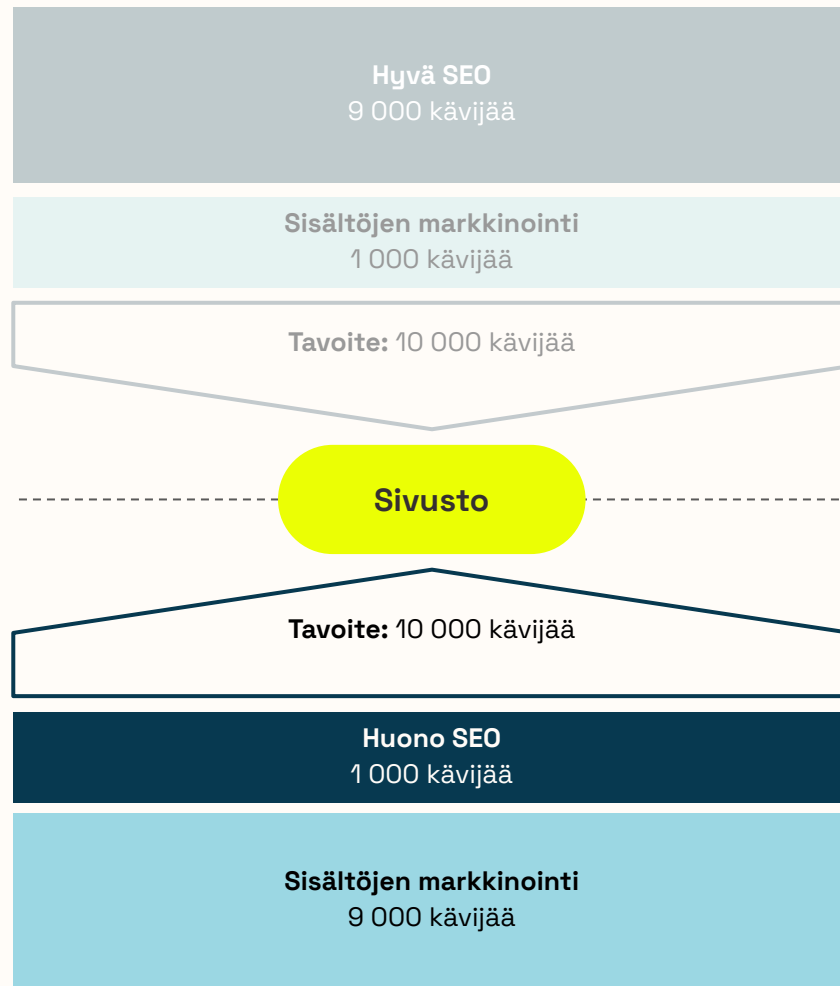 Hyvä SEO
9 000 kävijää
Sisältöjen markkinointi
1 000 kävijää
Tavoite: 10 000 kävijää
Sivusto
Tavoite: 10 000 kävijää
Huono SEO
1 000 kävijää
Sisältöjen markkinointi
9 000 kävijää